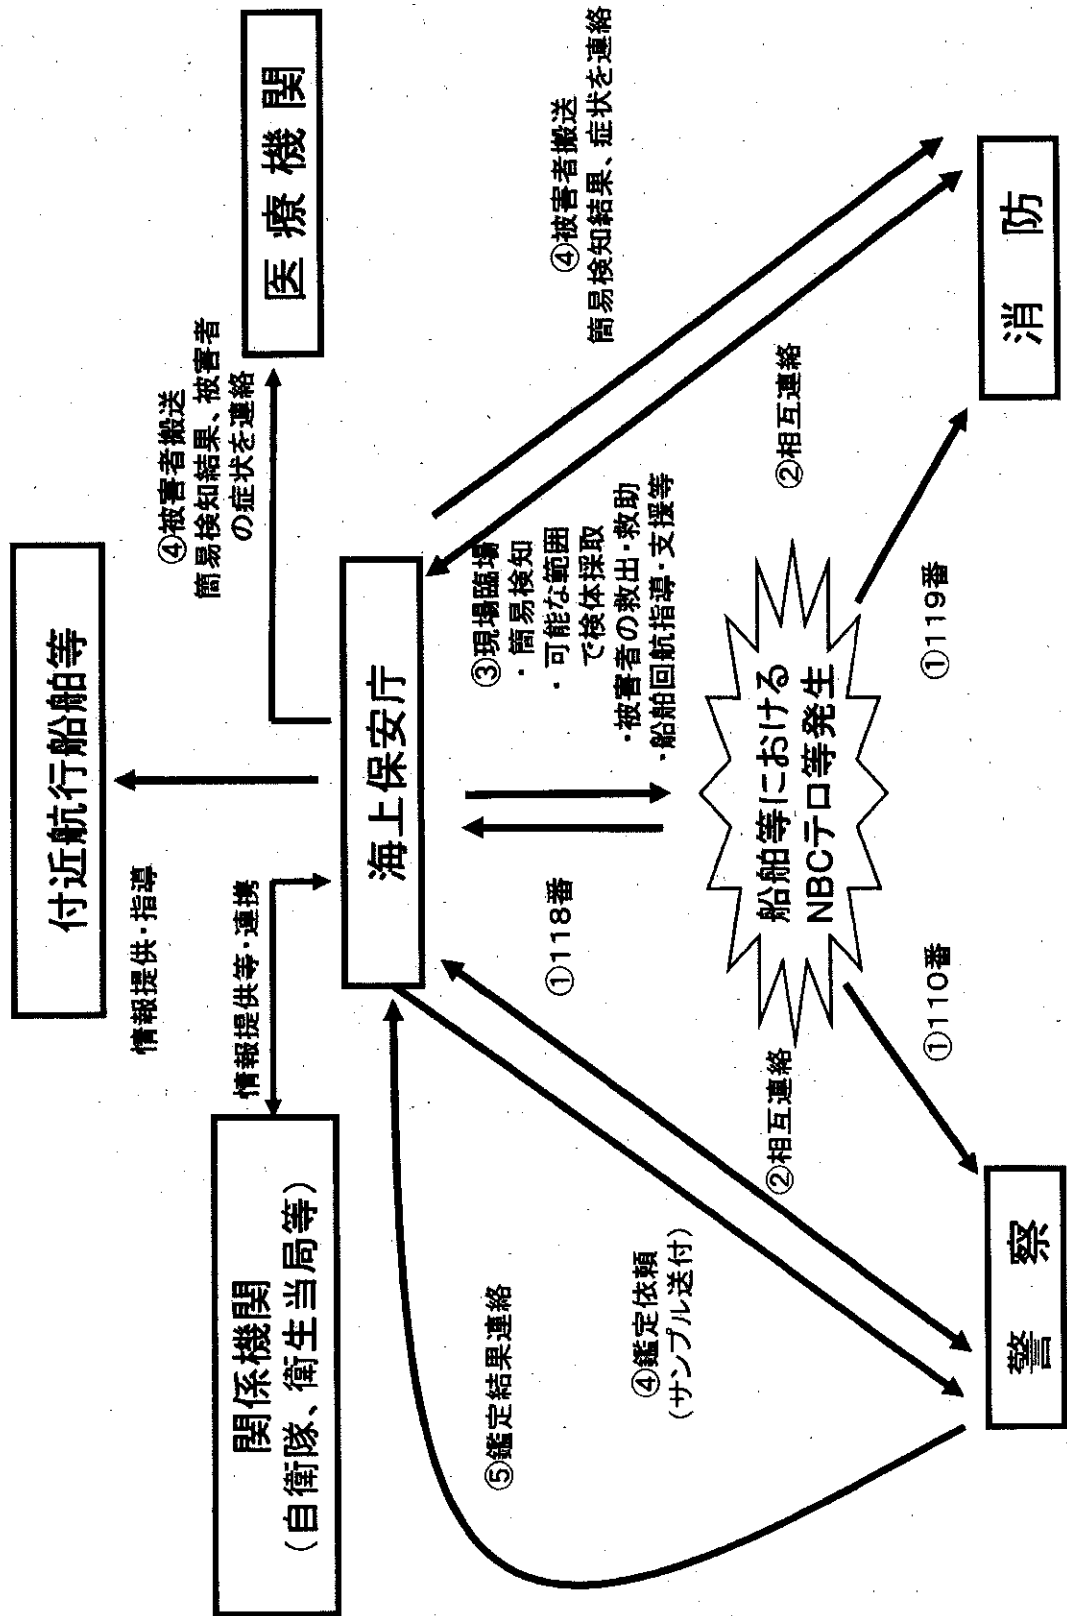 付近航行船舶等
情報提供・指導
関係機関
（自衛隊、衛生当局等）
情報提供等・連携
海上保安庁
④被害者搬送
簡易検知結果、被害者
の症状を連絡
医療機関
⑤鑑定結果連絡
④鑑定依頼
（サンプル送付）
②相互連絡
①118番
③現場臨場
・簡易検知
・可能な範囲
で検体採取
・被害者の救出・救助
・船舶回航指導・支援等
④被害者搬送
簡易検知結果、症状を連絡
②相互連絡
船舶等における
NBCテロ等発生
①110番
①119番
警察
消防